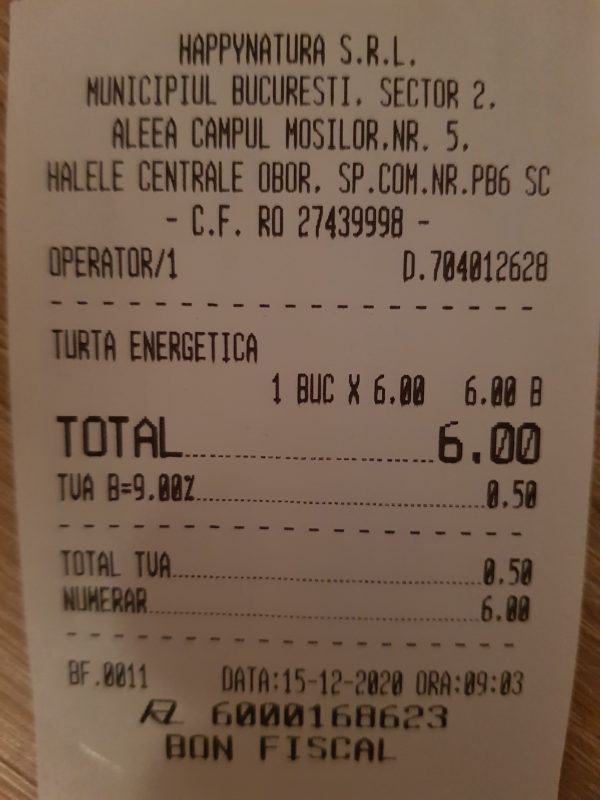 HAPPYNATURA S.R.L.
MUNICIPIUL BUCURESTI, SECTOR 2,
ALEEA CAMPUL MOSILOR,NR. 5,
HALELE CENTRALE OBOR, SP.COM.NR.PB6 SC
- C.F. RO 27439998 -
OPERATOR/1 D.704012628
TURTA ENERGETICA
1 BUC X 6.00 6.00 B
TOTAL 6.00
TVA B=9.00% 0.50
TOTAL TVA 0.50
NUMERAR 6.00
BF.0011 DATA:15-12-2020 ORA:09:03
6000168623
BON FISCAL